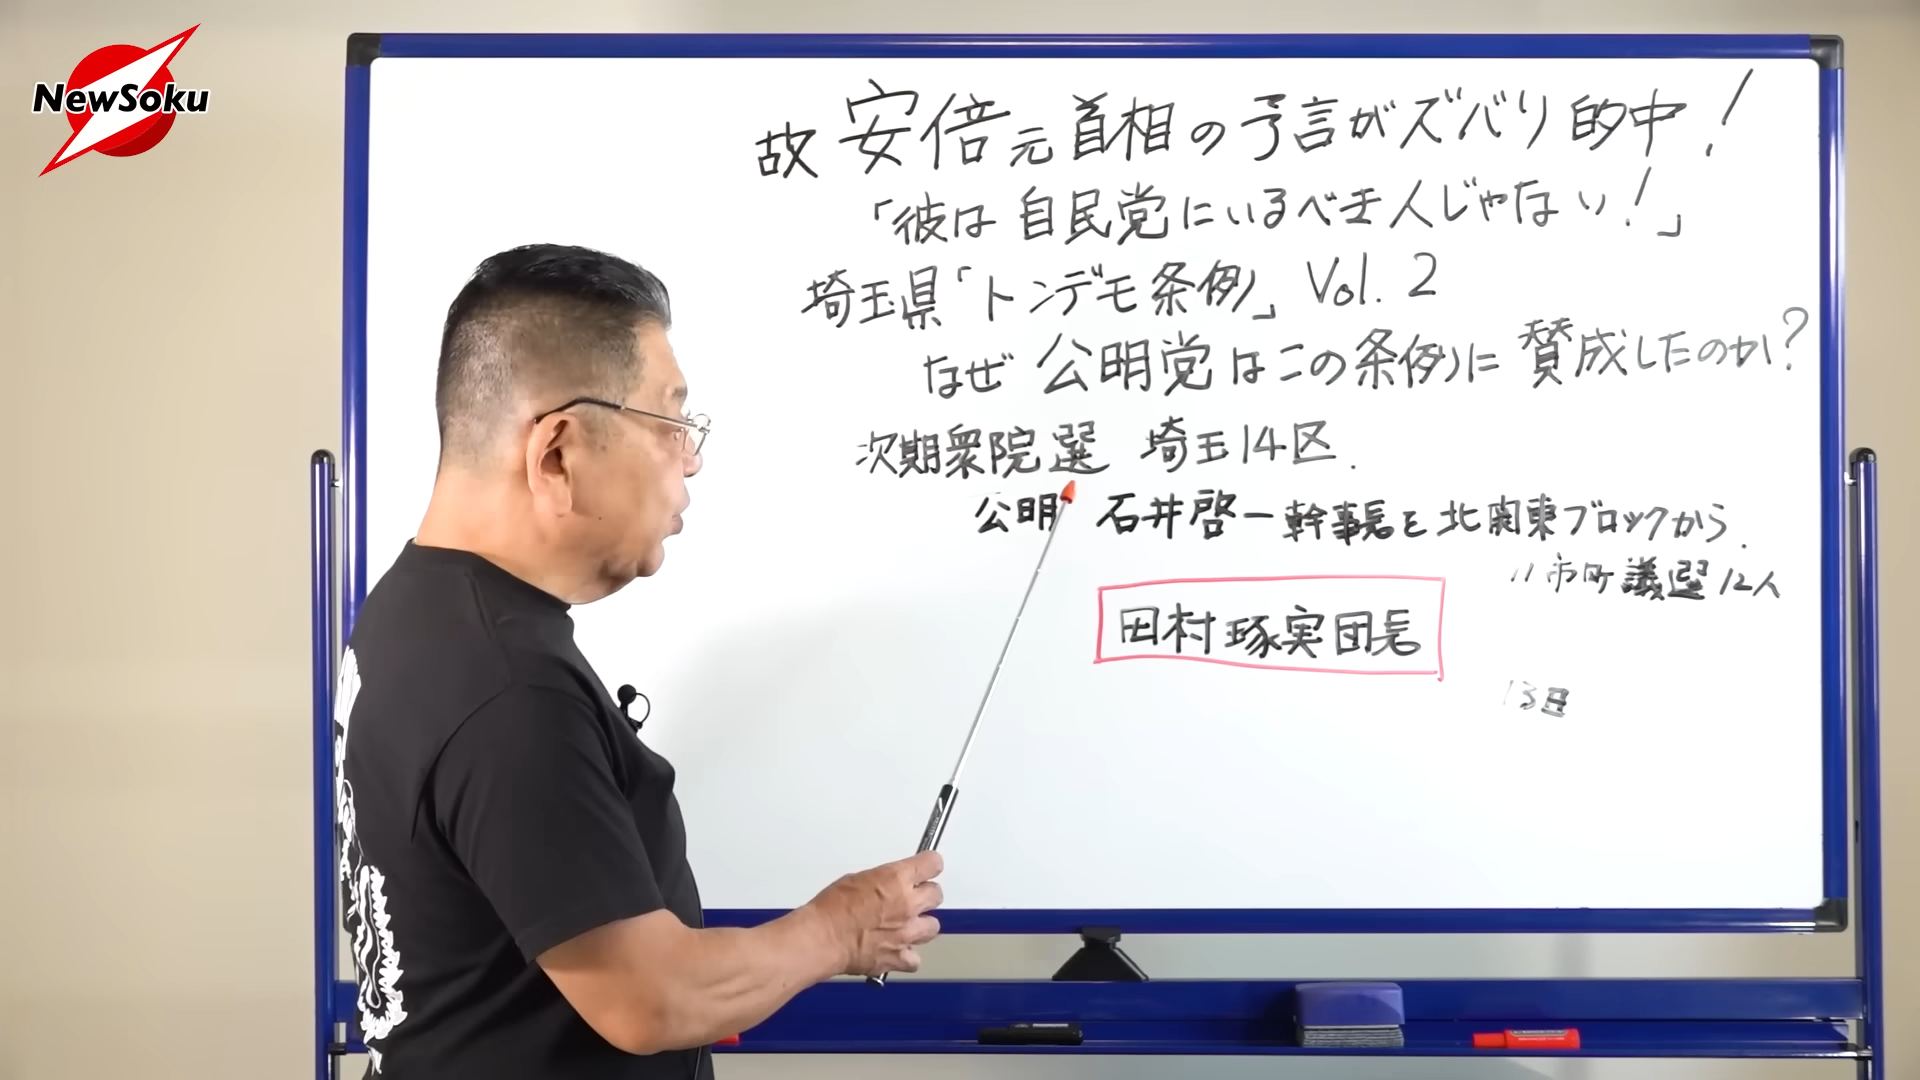 NewSoku
故安倍元首相の予言がズバリ的中!
「彼は自民党にいるべき人じゃない!」
埼玉県「トンデモ条例」Vol.2
なぜ公明党はこの条例に賛成したのか?
次期衆院選 埼玉14区.
公明 石井啓一幹事長を北関東ブロックから.
〃市町議選12人
田村琢実団長